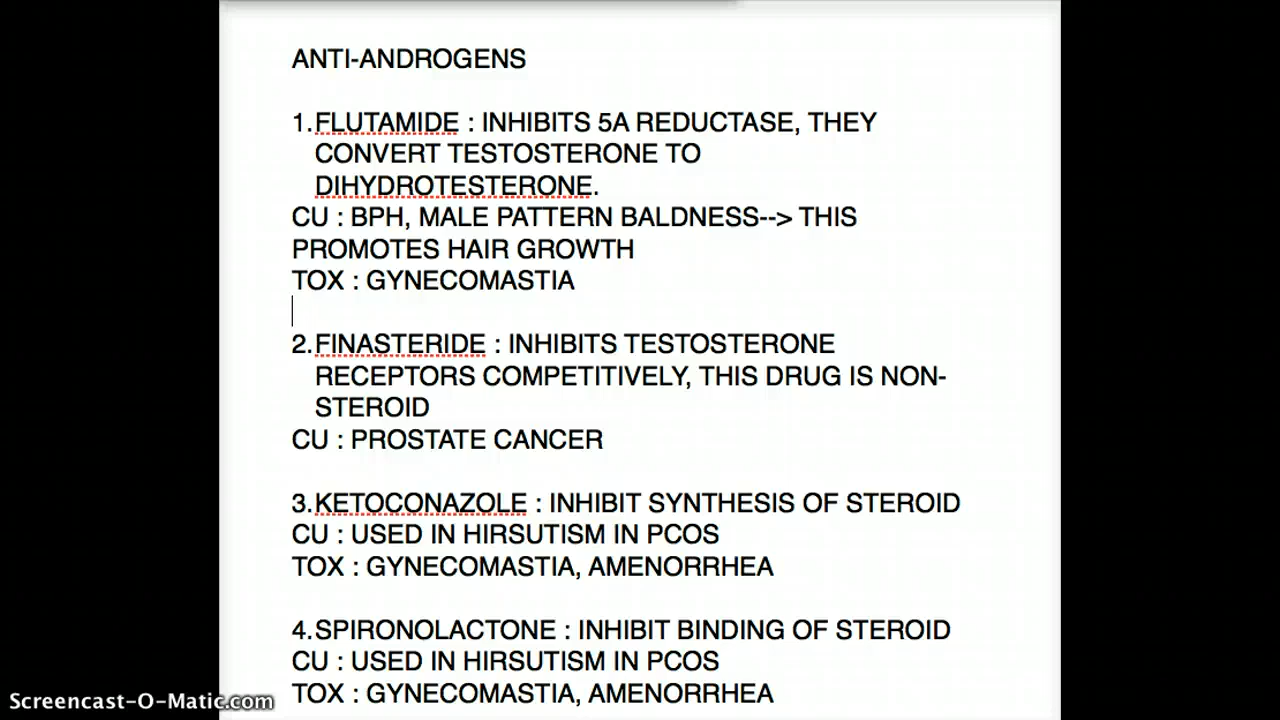 ANTI-ANDROGENS
1.FLUTAMIDE : INHIBITS 5A REDUCTASE, THEY
CONVERT TESTOSTERONE TO
DIHYDROTESTERONE.
CU : BPH, MALE PATTERN BALDNESS--> THIS
PROMOTES HAIR GROWTH
TOX : GYNECOMASTIA
2.FINASTERIDE : INHIBITS TESTOSTERONE
RECEPTORS COMPETITIVELY, THIS DRUG IS NON-
STEROID
CU : PROSTATE CANCER
3.KETOCONAZOLE : INHIBIT SYNTHESIS OF STEROID
CU : USED IN HIRSUTISM IN PCOS
TOX : GYNECOMASTIA, AMENORRHEA
4.SPIRONOLACTONE : INHIBIT BINDING OF STEROID
CU : USED IN HIRSUTISM IN PCOS
TOX : GYNECOMASTIA, AMENORRHEA
Screencast-O-Matic.com